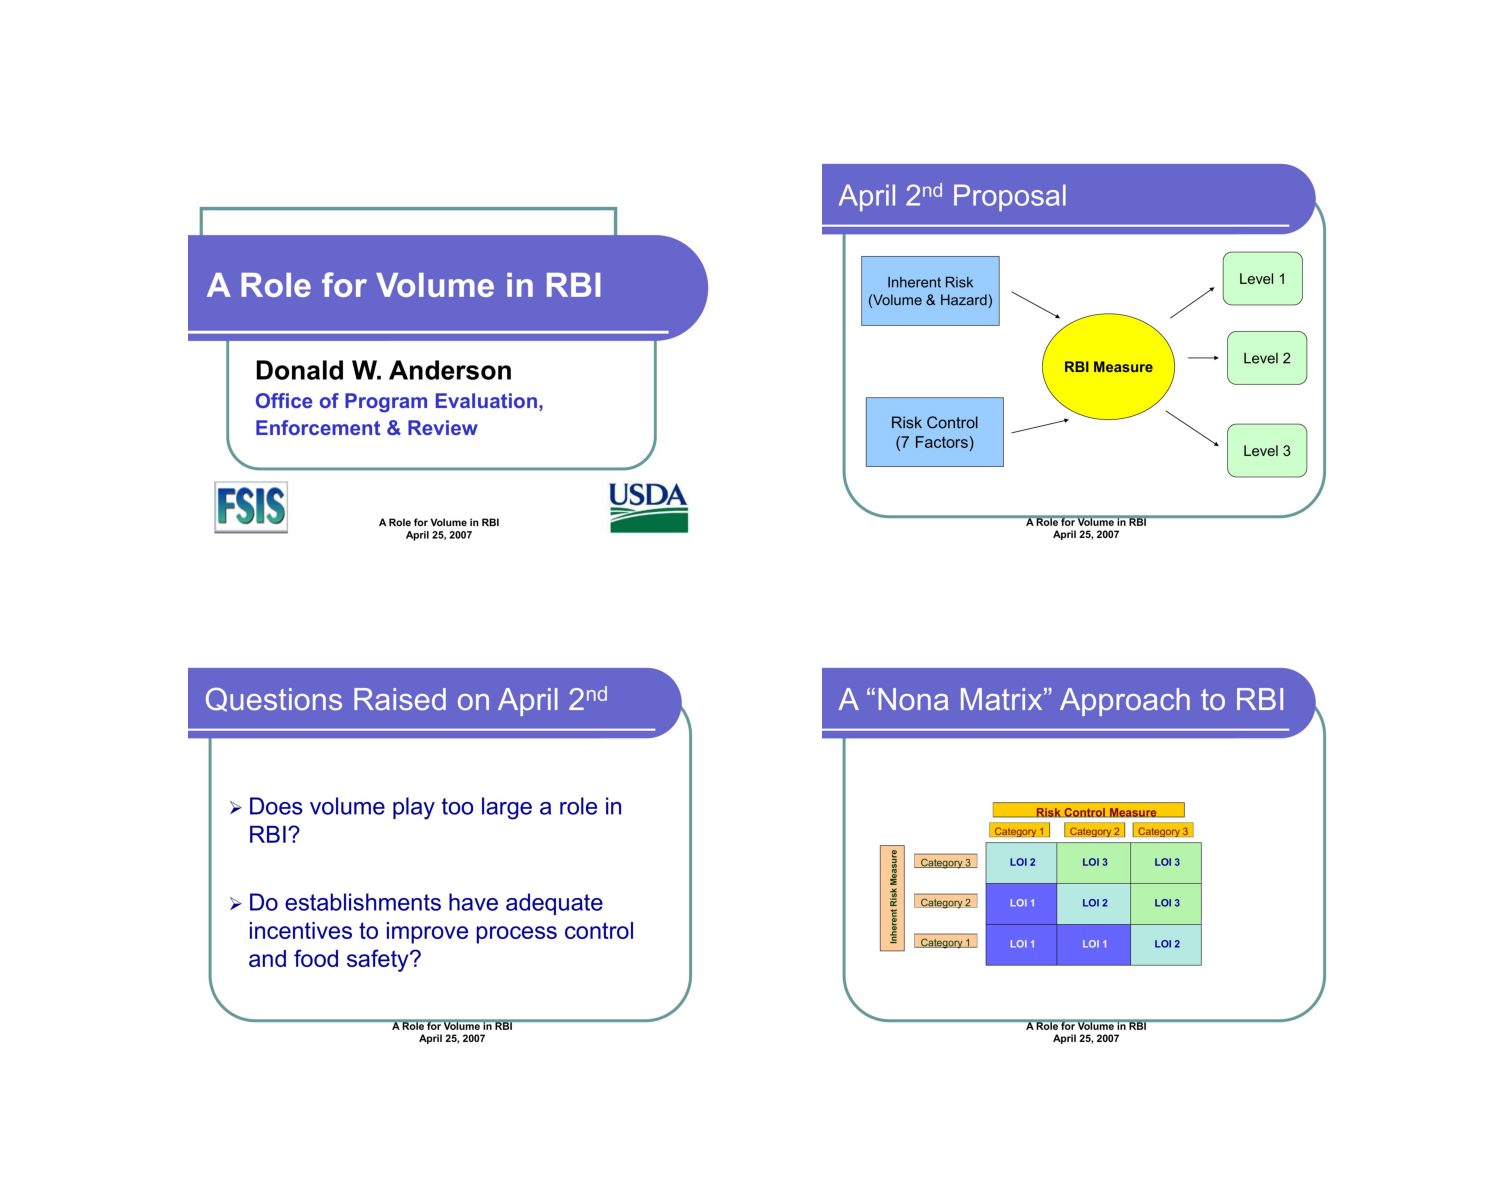 A Role for Volume in RBI
Donald W. Anderson
Office of Program Evaluation,
Enforcement & Review
FSIS
USDA
A Role for Volume in RBI
April 25, 2007
April 2nd Proposal
Inherent Risk
(Volume & Hazard)
Risk Control
(7 Factors)
RBI Measure
Level 1
Level 2
Level 3
A Role for Volume in RBI
April 25, 2007
Questions Raised on April 2nd
➢ Does volume play too large a role in
RBI?
➢ Do establishments have adequate
incentives to improve process control
and food safety?
A Role for Volume in RBI
April 25, 2007
A “Nona Matrix” Approach to RBI
Risk Control Measure
Category 1 Category 2 Category 3
Inherent Risk Measure
Category 3 LOI 2 LOI 3 LOI 3
Category 2 LOI 1 LOI 2 LOI 3
Category 1 LOI 1 LOI 1 LOI 2
A Role for Volume in RBI
April 25, 2007